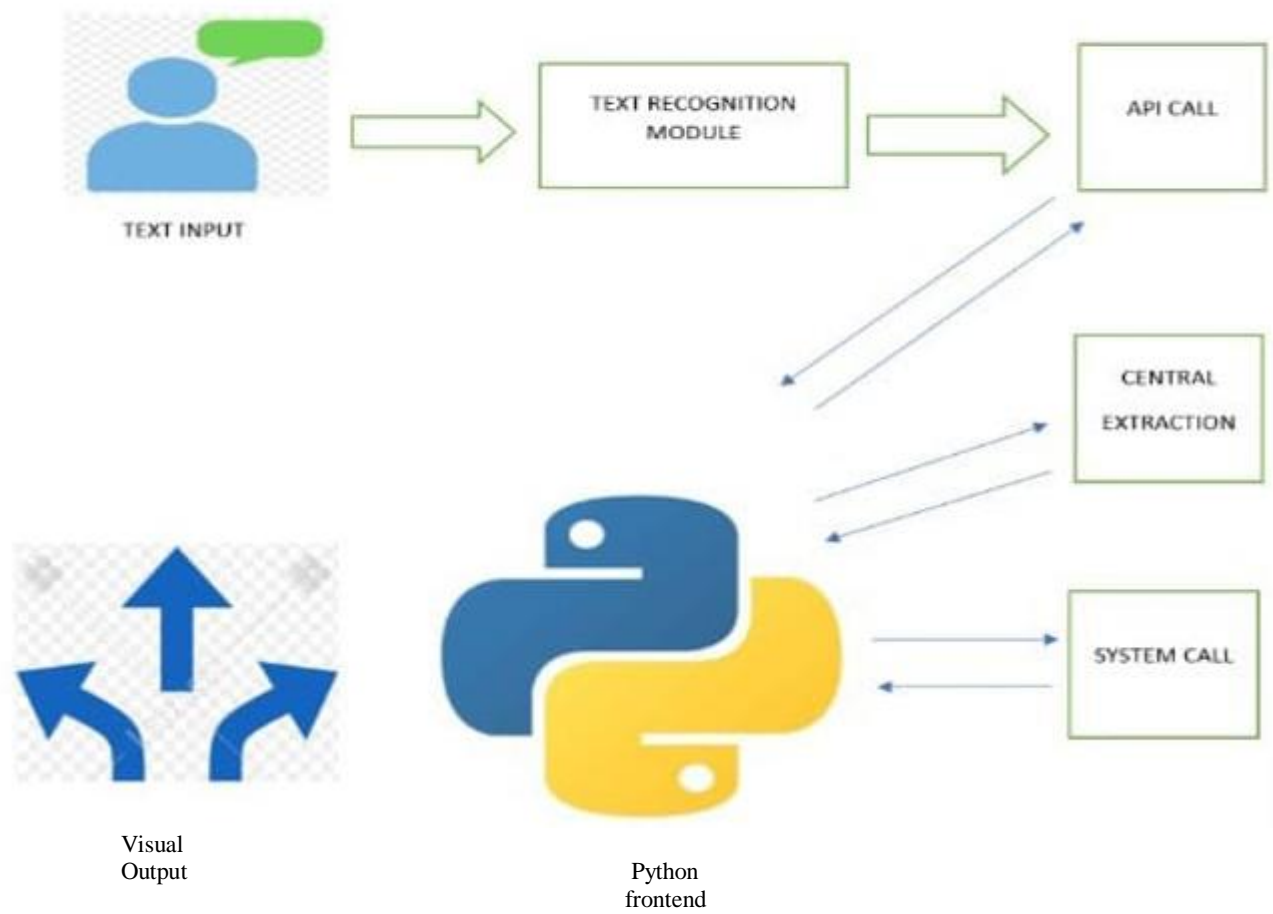 TEXT INPUT
TEXT RECOGNITION
MODULE
API CALL
CENTRAL
EXTRACTION
SYSTEM CALL
Visual
Output
Python
frontend